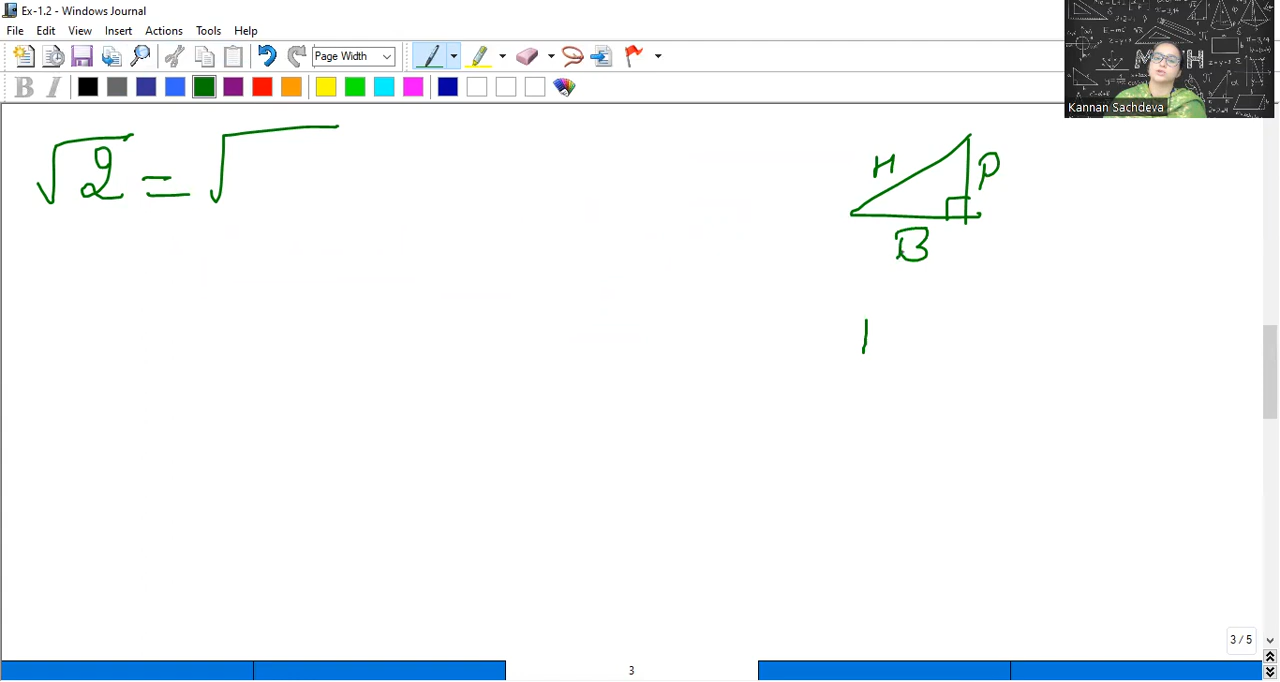 Ex-1.2 - Windows Journal
File Edit View Insert Actions Tools Help
Page Width
B I
Kannan Sachdeva
√2 = √
H
P
B
3 / 5
3